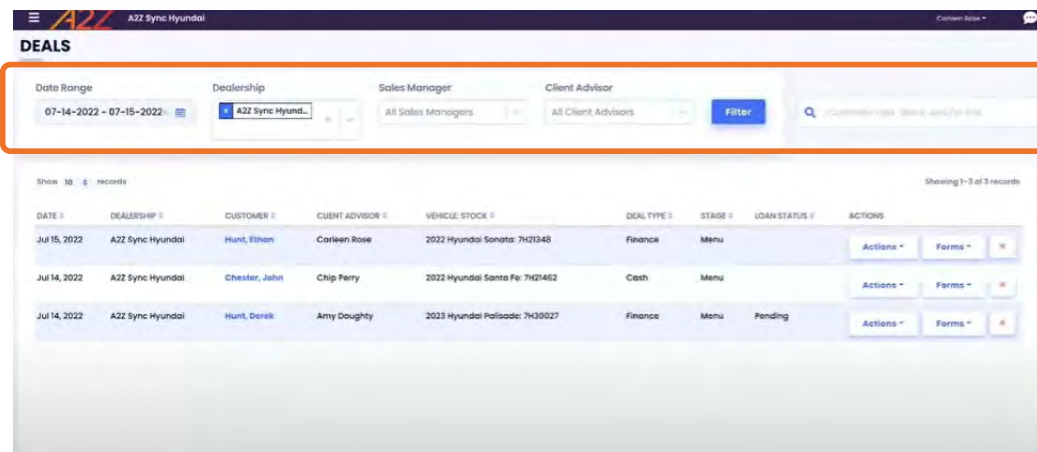 A2Z A2Z Sync Hyundai Carleen Rose
DEALS
Date Range Dealership Sales Manager Client Advisor
07-14-2022 - 07-15-2022 × A2Z Sync Hyund... × All Sales Managers All Client Advisors Filter
Show 10 records Showing 1-3 of 3 records
DATE DEALERSHIP CUSTOMER CLIENT ADVISOR VEHICLE: STOCK DEAL TYPE STAGE LOAN STATUS ACTIONS
Jul 15, 2022 A2Z Sync Hyundai Hunt, Ethan Carleen Rose 2022 Hyundai Sonata: 7H21348 Finance Menu Actions Forms ×
Jul 14, 2022 A2Z Sync Hyundai Chester, John Chip Perry 2022 Hyundai Santa Fe: 7H21462 Cash Menu Actions Forms ×
Jul 14, 2022 A2Z Sync Hyundai Hunt, Derek Amy Doughty 2023 Hyundai Palisade: 7H30027 Finance Menu Pending Actions Forms ×